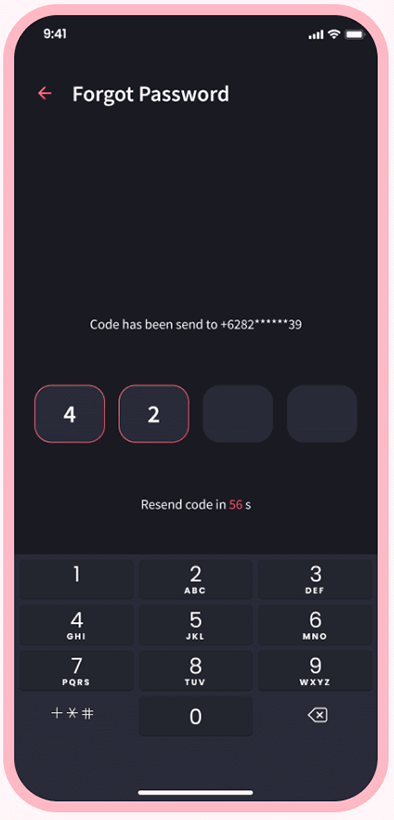 9:41
Forgot Password
Code has been send to +6282******39
4 2
Resend code in 56 s
1 2 3
ABC DEF
4 5 6
GHI JKL MNO
7 8 9
PQRS TUV WXYZ
+*# 0